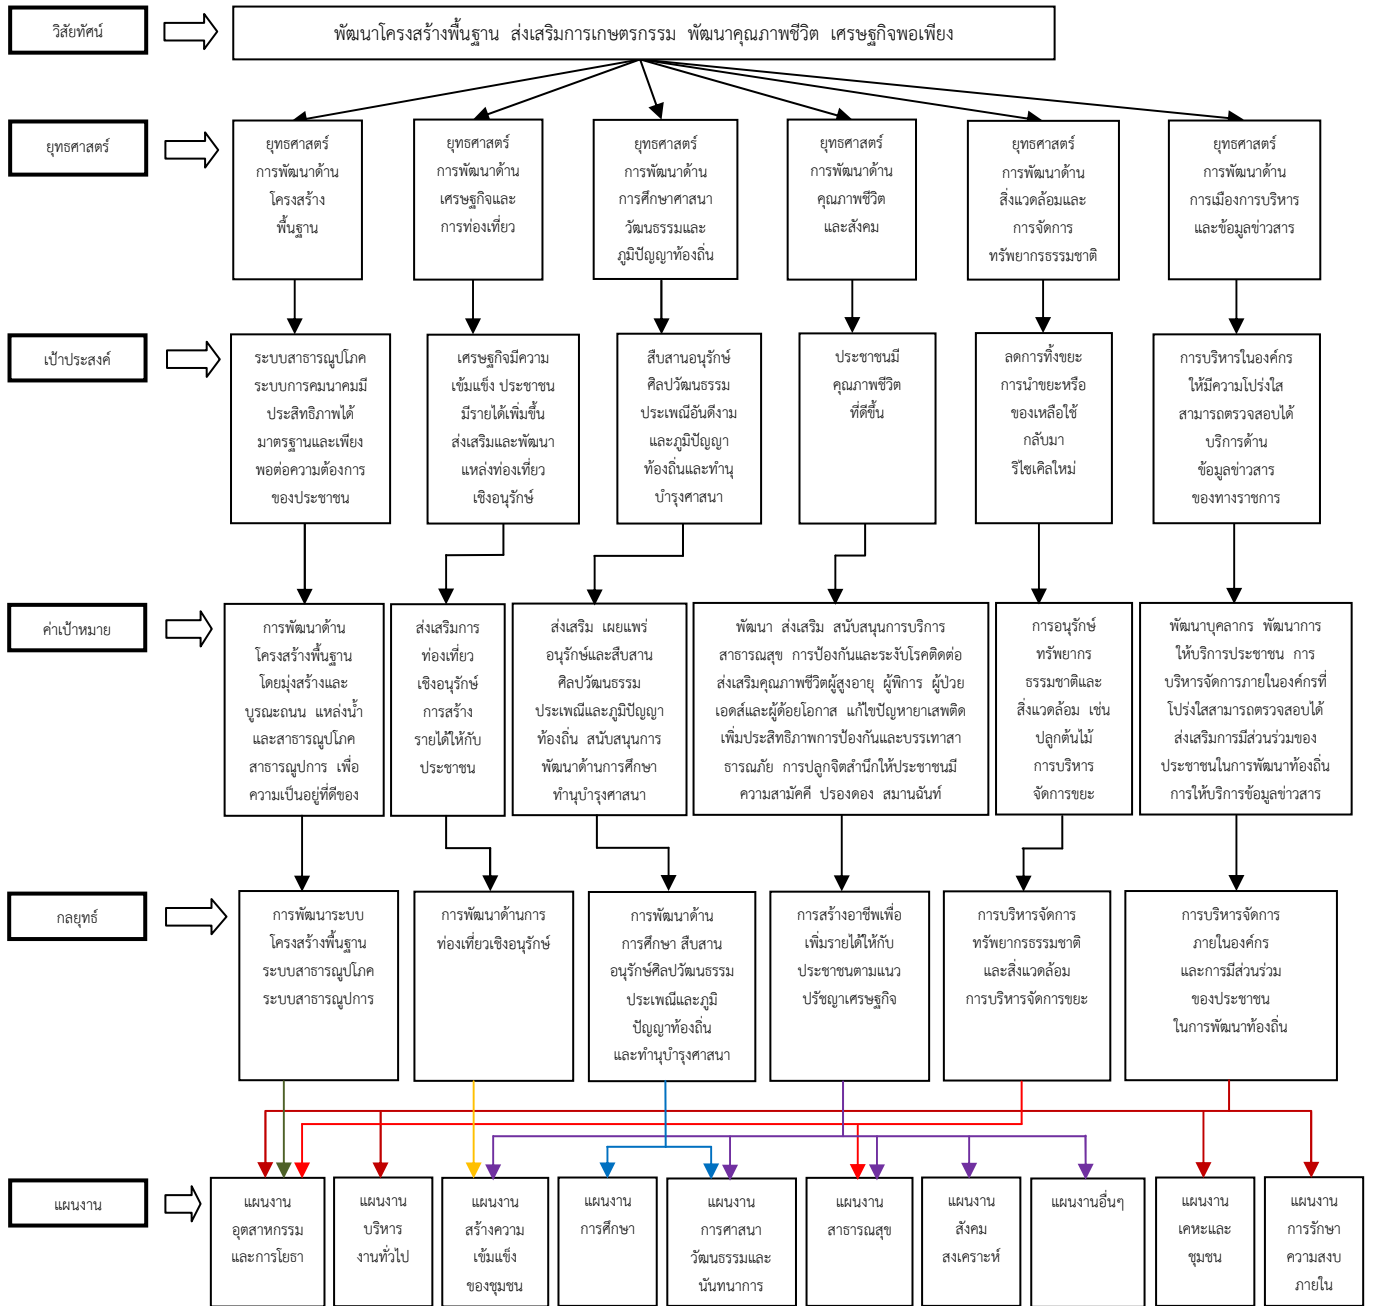 วิสัยทัศน์
พัฒนาโครงสร้างพื้นฐาน ส่งเสริมการเกษตรกรรม พัฒนาคุณภาพชีวิต เศรษฐกิจพอเพียง
ยุทธศาสตร์
ยุทธศาสตร์
การพัฒนาด้าน
โครงสร้าง
พื้นฐาน
ยุทธศาสตร์
การพัฒนาด้าน
เศรษฐกิจและ
การท่องเที่ยว
ยุทธศาสตร์
การพัฒนาด้าน
การศึกษาศาสนา
วัฒนธรรมและ
ภูมิปัญญาท้องถิ่น
ยุทธศาสตร์
การพัฒนาด้าน
คุณภาพชีวิต
และสังคม
ยุทธศาสตร์
การพัฒนาด้าน
สิ่งแวดล้อมและ
การจัดการ
ทรัพยากรธรรมชาติ
ยุทธศาสตร์
การพัฒนาด้าน
การเมืองการบริหาร
และข้อมูลข่าวสาร
เป้าประสงค์
ระบบสาธารณูปโภค
ระบบการคมนาคมมี
ประสิทธิภาพได้
มาตรฐานและเพียง
พอต่อความต้องการ
ของประชาชน
เศรษฐกิจมีความ
เข้มแข็ง ประชาชน
มีรายได้เพิ่มขึ้น
ส่งเสริมและพัฒนา
แหล่งท่องเที่ยว
เชิงอนุรักษ์
สืบสานอนุรักษ์
ศิลปวัฒนธรรม
ประเพณีอันดีงาม
และภูมิปัญญา
ท้องถิ่นและทำนุ
บำรุงศาสนา
ประชาชนมี
คุณภาพชีวิต
ที่ดีขึ้น
ลดการทิ้งขยะ
การนำขยะหรือ
ของเหลือใช้
กลับมา
รีไซเคิลใหม่
การบริหารในองค์กร
ให้มีความโปร่งใส
สามารถตรวจสอบได้
บริการด้าน
ข้อมูลข่าวสาร
ของทางราชการ
ค่าเป้าหมาย
การพัฒนาด้าน
โครงสร้างพื้นฐาน
โดยมุ่งสร้างและ
บูรณะถนน แหล่งน้ำ
และสาธารณูปโภค
สาธารณูปการ เพื่อ
ความเป็นอยู่ที่ดีของ
ส่งเสริมการ
ท่องเที่ยว
เชิงอนุรักษ์
การสร้าง
รายได้ให้กับ
ประชาชน
ส่งเสริม เผยแพร่
อนุรักษ์และสืบสาน
ศิลปวัฒนธรรม
ประเพณีและภูมิปัญญา
ท้องถิ่น สนับสนุนการ
พัฒนาด้านการศึกษา
ทำนุบำรุงศาสนา
พัฒนา ส่งเสริม สนับสนุนการบริการ
สาธารณสุข การป้องกันและระงับโรคติดต่อ
ส่งเสริมคุณภาพชีวิตผู้สูงอายุ ผู้พิการ ผู้ป่วย
เอดส์และผู้ด้อยโอกาส แก้ไขปัญหายาเสพติด
เพิ่มประสิทธิภาพการป้องกันและบรรเทาสา
ธารณภัย การปลูกจิตสำนึกให้ประชาชนมี
ความสามัคคี ปรองดอง สมานฉันท์
การอนุรักษ์
ทรัพยากร
ธรรมชาติและ
สิ่งแวดล้อม เช่น
ปลูกต้นไม้
การบริหาร
จัดการขยะ
พัฒนาบุคลากร พัฒนาการ
ให้บริการประชาชน การ
บริหารจัดการภายในองค์กรที่
โปร่งใสสามารถตรวจสอบได้
ส่งเสริมการมีส่วนร่วมของ
ประชาชนในการพัฒนาท้องถิ่น
การให้บริการข้อมูลข่าวสาร
กลยุทธ์
การพัฒนาระบบ
โครงสร้างพื้นฐาน
ระบบสาธารณูปโภค
ระบบสาธารณูปการ
การพัฒนาด้านการ
ท่องเที่ยวเชิงอนุรักษ์
การพัฒนาด้าน
การศึกษา สืบสาน
อนุรักษ์ศิลปวัฒนธรรม
ประเพณีและภูมิ
ปัญญาท้องถิ่น
และทำนุบำรุงศาสนา
การสร้างอาชีพเพื่อ
เพิ่มรายได้ให้กับ
ประชาชนตามแนว
ปรัชญาเศรษฐกิจ
การบริหารจัดการ
ทรัพยากรธรรมชาติ
และสิ่งแวดล้อม
การบริหารจัดการขยะ
การบริหารจัดการ
ภายในองค์กร
และการมีส่วนร่วม
ของประชาชน
ในการพัฒนาท้องถิ่น
แผนงาน
แผนงาน
อุตสาหกรรม
และการโยธา
แผนงาน
บริหาร
งานทั่วไป
แผนงาน
สร้างความ
เข้มแข็ง
ของชุมชน
แผนงาน
การศึกษา
แผนงาน
การศาสนา
วัฒนธรรมและ
นันทนาการ
แผนงาน
สาธารณสุข
แผนงาน
สังคม
สงเคราะห์
แผนงานอื่นๆ
แผนงาน
เคหะและ
ชุมชน
แผนงาน
การรักษา
ความสงบ
ภายใน